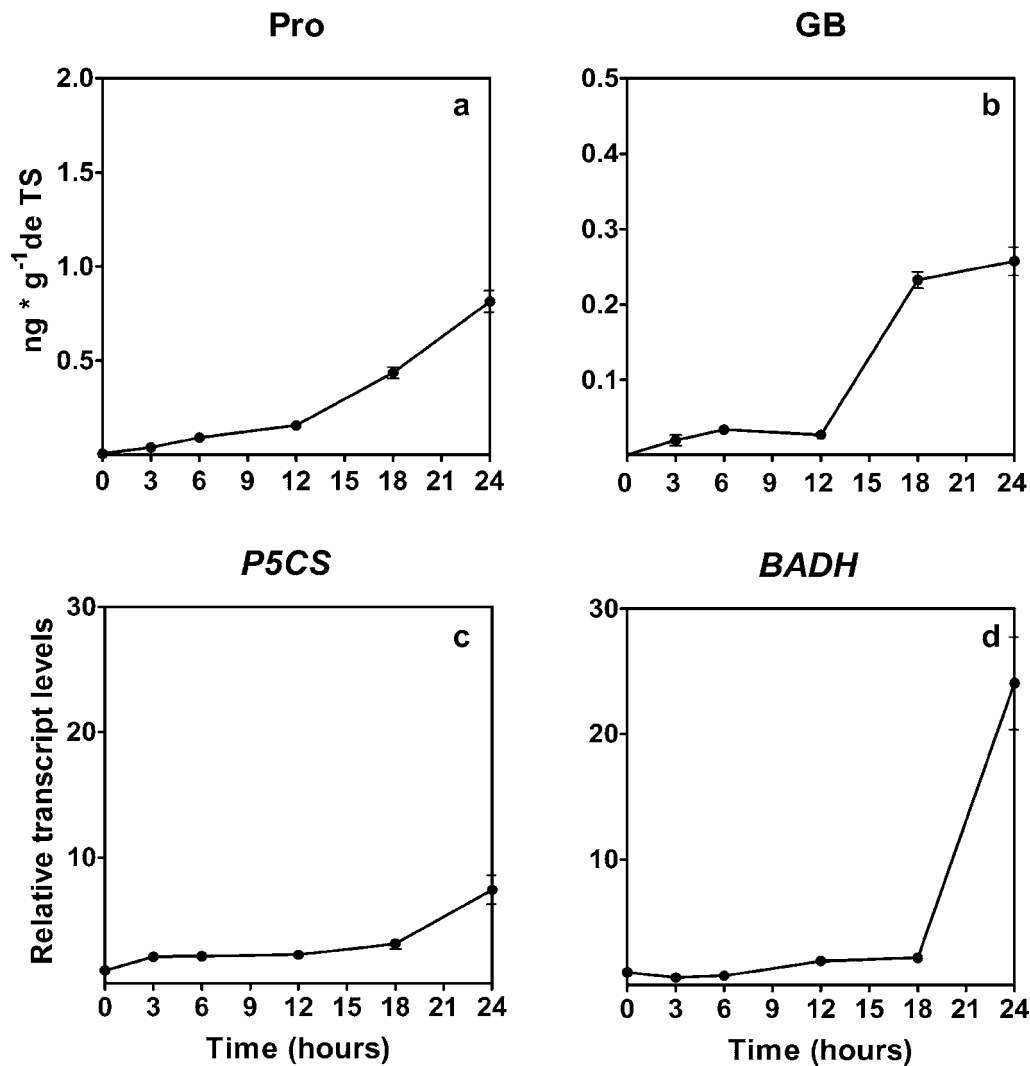 Pro
GB
2.0
1.5
1.0
0.5
a
ng * g⁻¹de TS
0 3 6 9 12 15 18 21 24
0.5
0.4
0.3
0.2
0.1
b
0 3 6 9 12 15 18 21 24
P5CS
BADH
30
20
10
c
Relative transcript levels
0 3 6 9 12 15 18 21 24
Time (hours)
30
20
10
d
0 3 6 9 12 15 18 21 24
Time (hours)